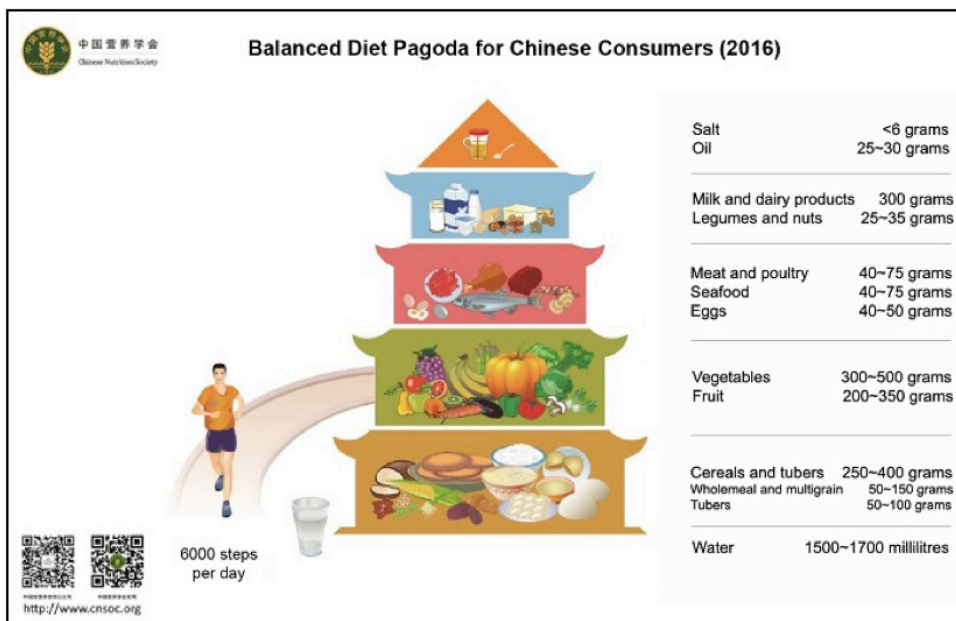 中国营养学会
Chinese Nutrition Society
Balanced Diet Pagoda for Chinese Consumers (2016)
Salt <6 grams
Oil 25~30 grams
Milk and dairy products 300 grams
Legumes and nuts 25~35 grams
Meat and poultry 40~75 grams
Seafood 40~75 grams
Eggs 40~50 grams
Vegetables 300~500 grams
Fruit 200~350 grams
Cereals and tubers 250~400 grams
Wholemeal and multigrain 50~150 grams
Tubers 50~100 grams
Water 1500~1700 millilitres
6000 steps
per day
http://www.cnsoc.org